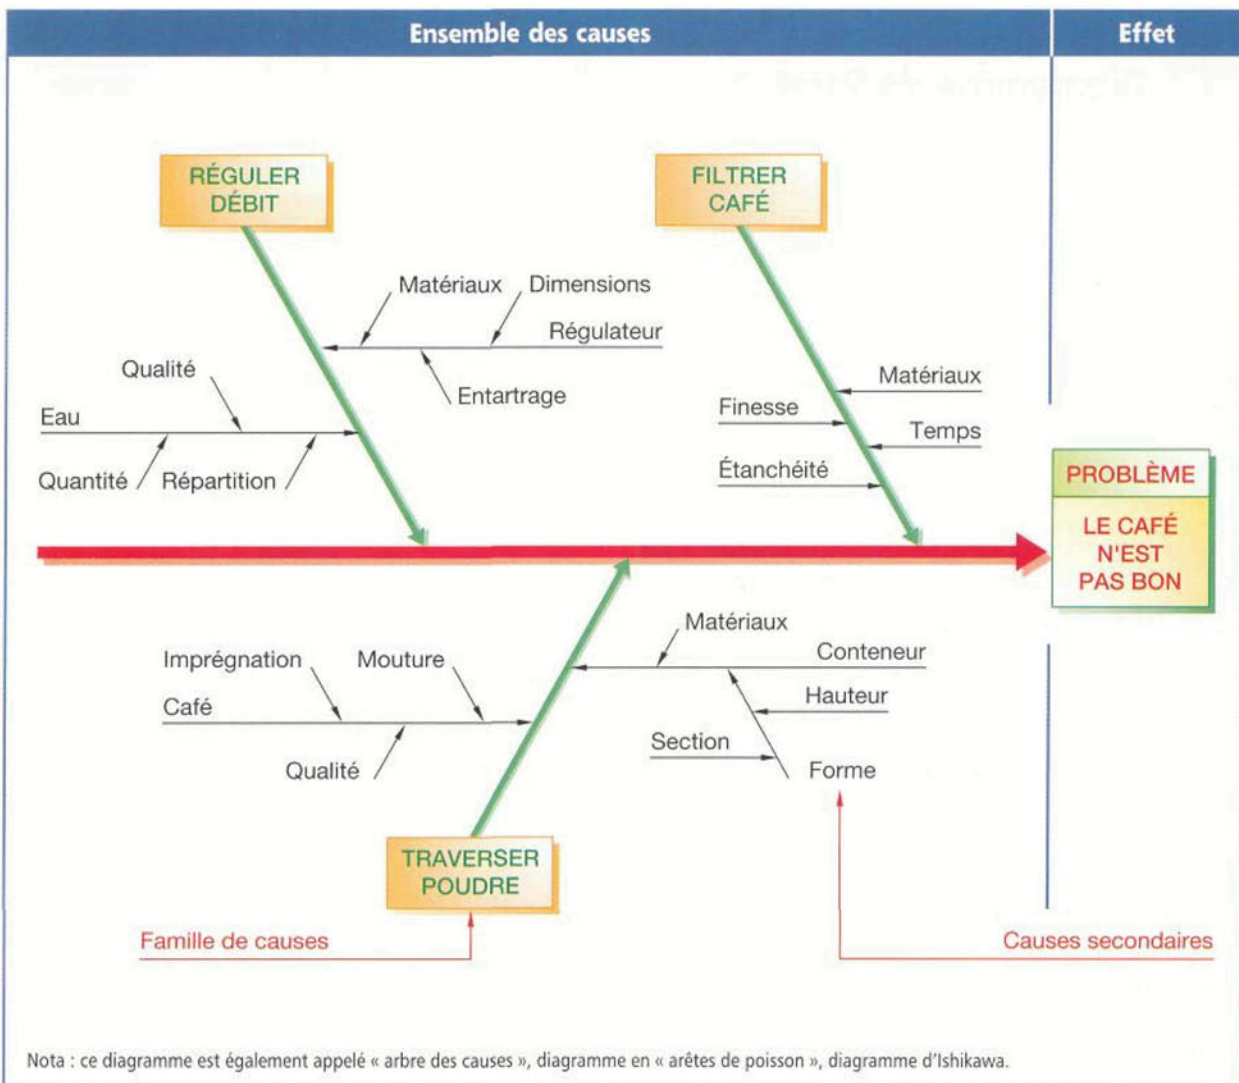 Ensemble des causes
Effet
RÉGULER
DÉBIT
FILTRER
CAFÉ
Matériaux
Dimensions
Régulateur
Entartrage
Qualité
Eau
Quantité
Répartition
Matériaux
Finesse
Temps
Étanchéité
PROBLÈME
LE CAFÉ
N'EST
PAS BON
Imprégnation
Mouture
Café
Qualité
Matériaux
Conteneur
Hauteur
Section
Forme
TRAVERSER
POUDRE
Famille de causes
Causes secondaires
Nota : ce diagramme est également appelé « arbre des causes », diagramme en « arêtes de poisson », diagramme d'Ishikawa.